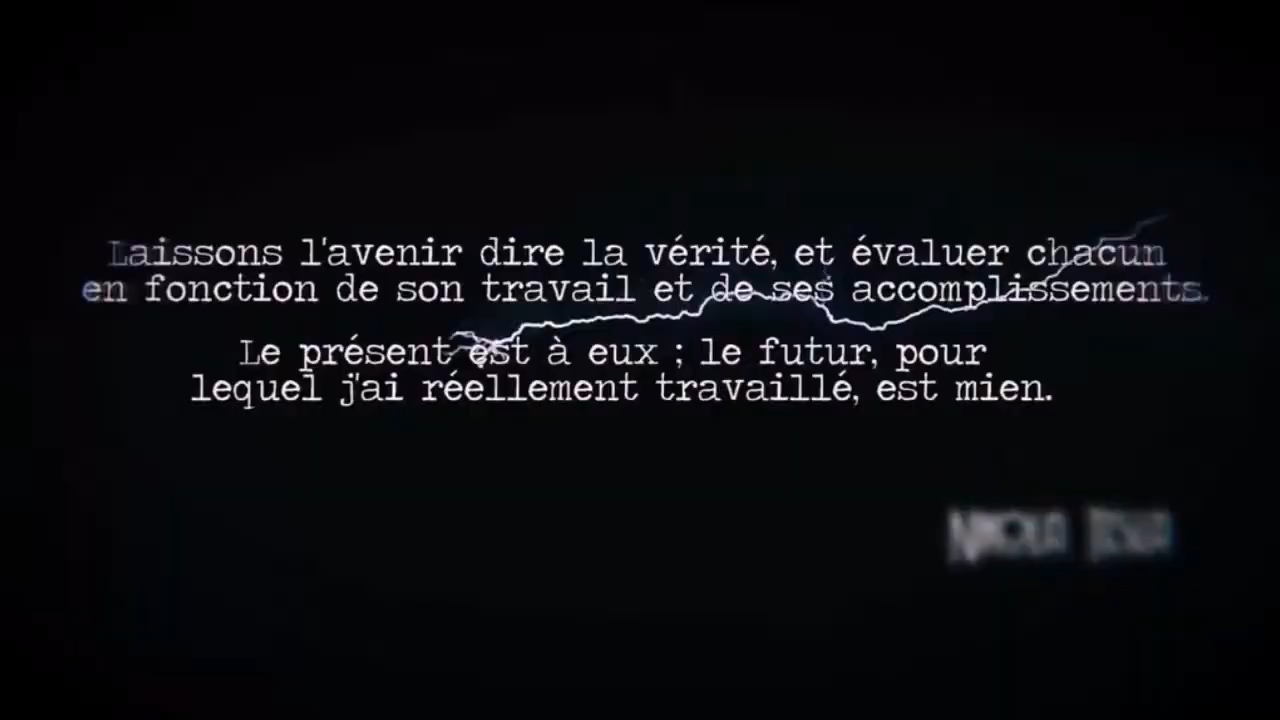 Laissons l'avenir dire la vérité, et évaluer chacun
en fonction de son travail et de ses accomplissements.
Le présent est à eux ; le futur, pour
lequel j'ai réellement travaillé, est mien.